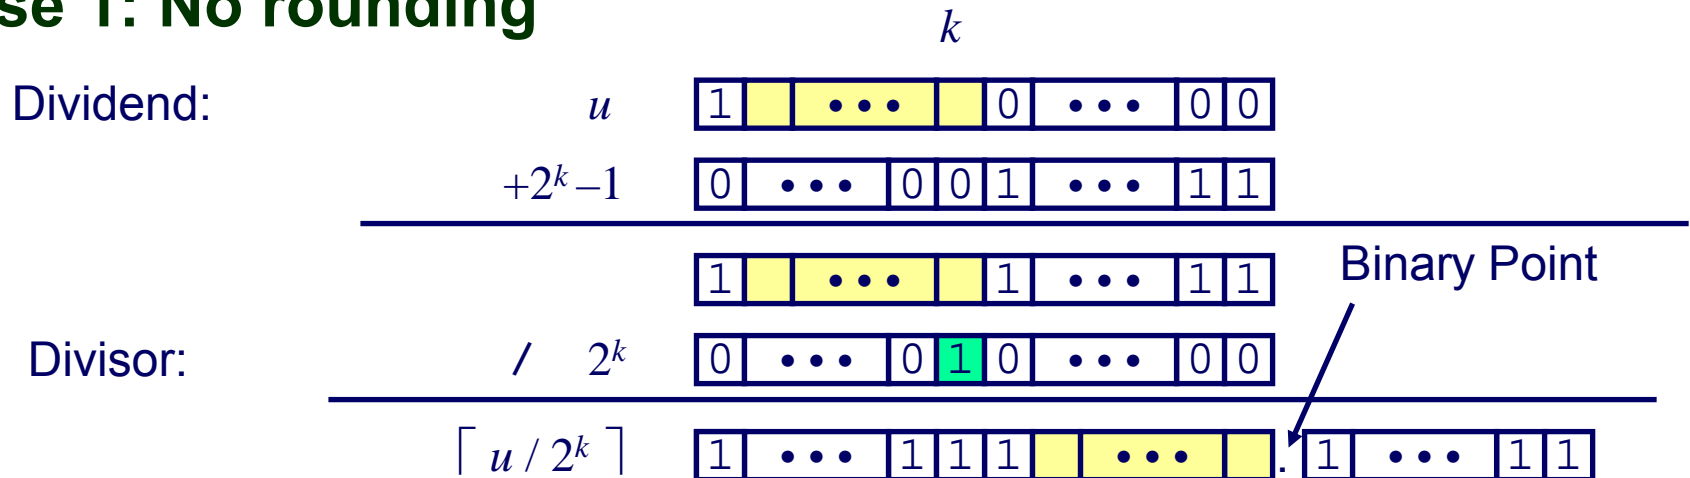 se 1: No rounding
k
Dividend: u 1 ••• 0 ••• 0 0
+2^k–1 0 ••• 0 0 1 ••• 1 1
1 ••• 1 ••• 1 1 Binary Point
Divisor: / 2^k 0 ••• 0 1 0 ••• 0 0
⌈ u / 2^k ⌉ 1 ••• 1 1 1 ••• . 1 ••• 1 1